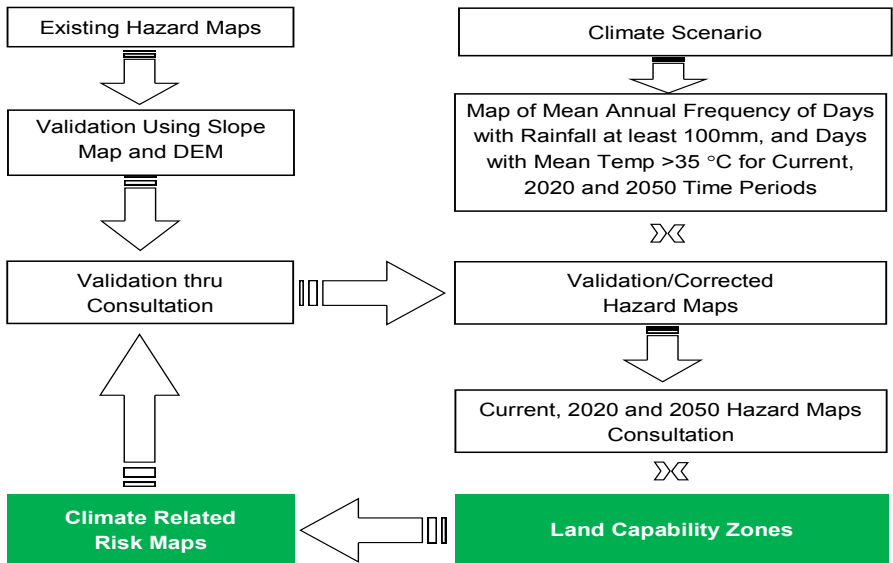 Existing Hazard Maps
Validation Using Slope
Map and DEM
Validation thru
Consultation
Climate Related
Risk Maps
Climate Scenario
Map of Mean Annual Frequency of Days
with Rainfall at least 100mm, and Days
with Mean Temp >35 °C for Current,
2020 and 2050 Time Periods
Validation/Corrected
Hazard Maps
Current, 2020 and 2050 Hazard Maps
Consultation
Land Capability Zones